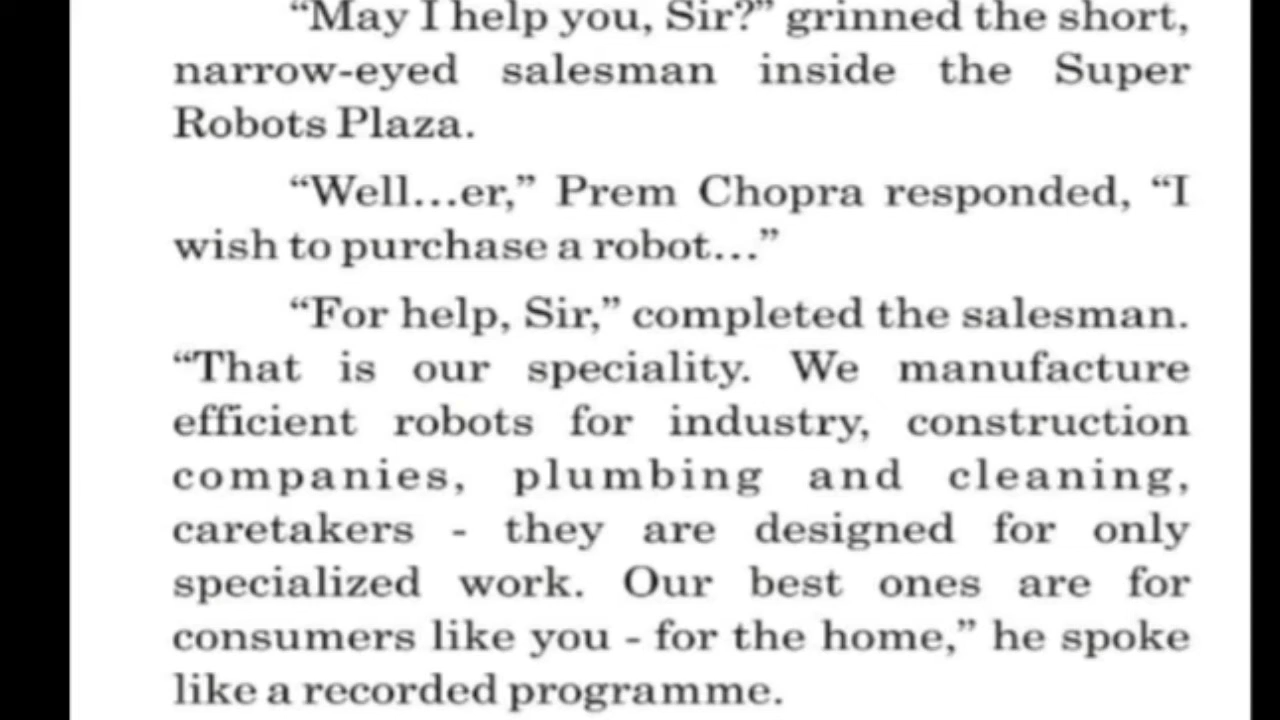 “May I help you, Sir?” grinned the short,
narrow-eyed salesman inside the Super
Robots Plaza.
“Well...er,” Prem Chopra responded, “I
wish to purchase a robot...”
“For help, Sir,” completed the salesman.
“That is our speciality. We manufacture
efficient robots for industry, construction
companies, plumbing and cleaning,
caretakers - they are designed for only
specialized work. Our best ones are for
consumers like you - for the home,” he spoke
like a recorded programme.